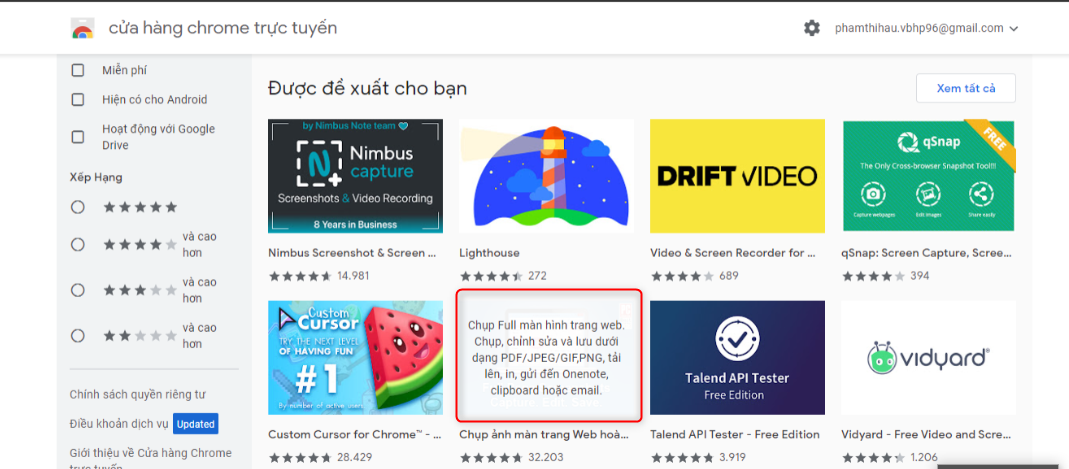 cửa hàng chrome trực tuyến
phamthihau.vbhp96@gmail.com
Miễn phí
Hiện có cho Android
Hoạt động với Google
Drive
Xếp Hạng
và cao
hơn
và cao
hơn
và cao
hơn
Chính sách quyền riêng tư
Điều khoản dịch vụ Updated
Giới thiệu về Cửa hàng Chrome
trực tuyến
Được đề xuất cho bạn
Xem tất cả
by Nimbus Note team
Nimbus
capture
Screenshots & Video Recording
8 Years in Business
Nimbus Screenshot & Screen ...
14.981
Lighthouse
272
DRIFT VIDEO
Video & Screen Recorder for ...
689
FREE
qSnap
The Only Cross-browser Snapshot Tool!!!
Capture webpages
Edit images
Share easily
qSnap: Screen Capture, Scree...
394
Custom
Cursor
TRY THE NEXT LEVEL
OF HAVING FUN
#1
By number of active users
Custom Cursor for Chrome™ - ...
28.429
Chụp Full màn hình trang web.
Chụp, chỉnh sửa và lưu dưới
dạng PDF/JPEG/GIF,PNG, tải
lên, in, gửi đến Onenote,
clipboard hoặc email.
Chụp ảnh màn trang Web hoà...
32.203
Talend API Tester
Free Edition
Talend API Tester - Free Edition
3.919
vidyard
Vidyard - Free Video and Scre...
1.206